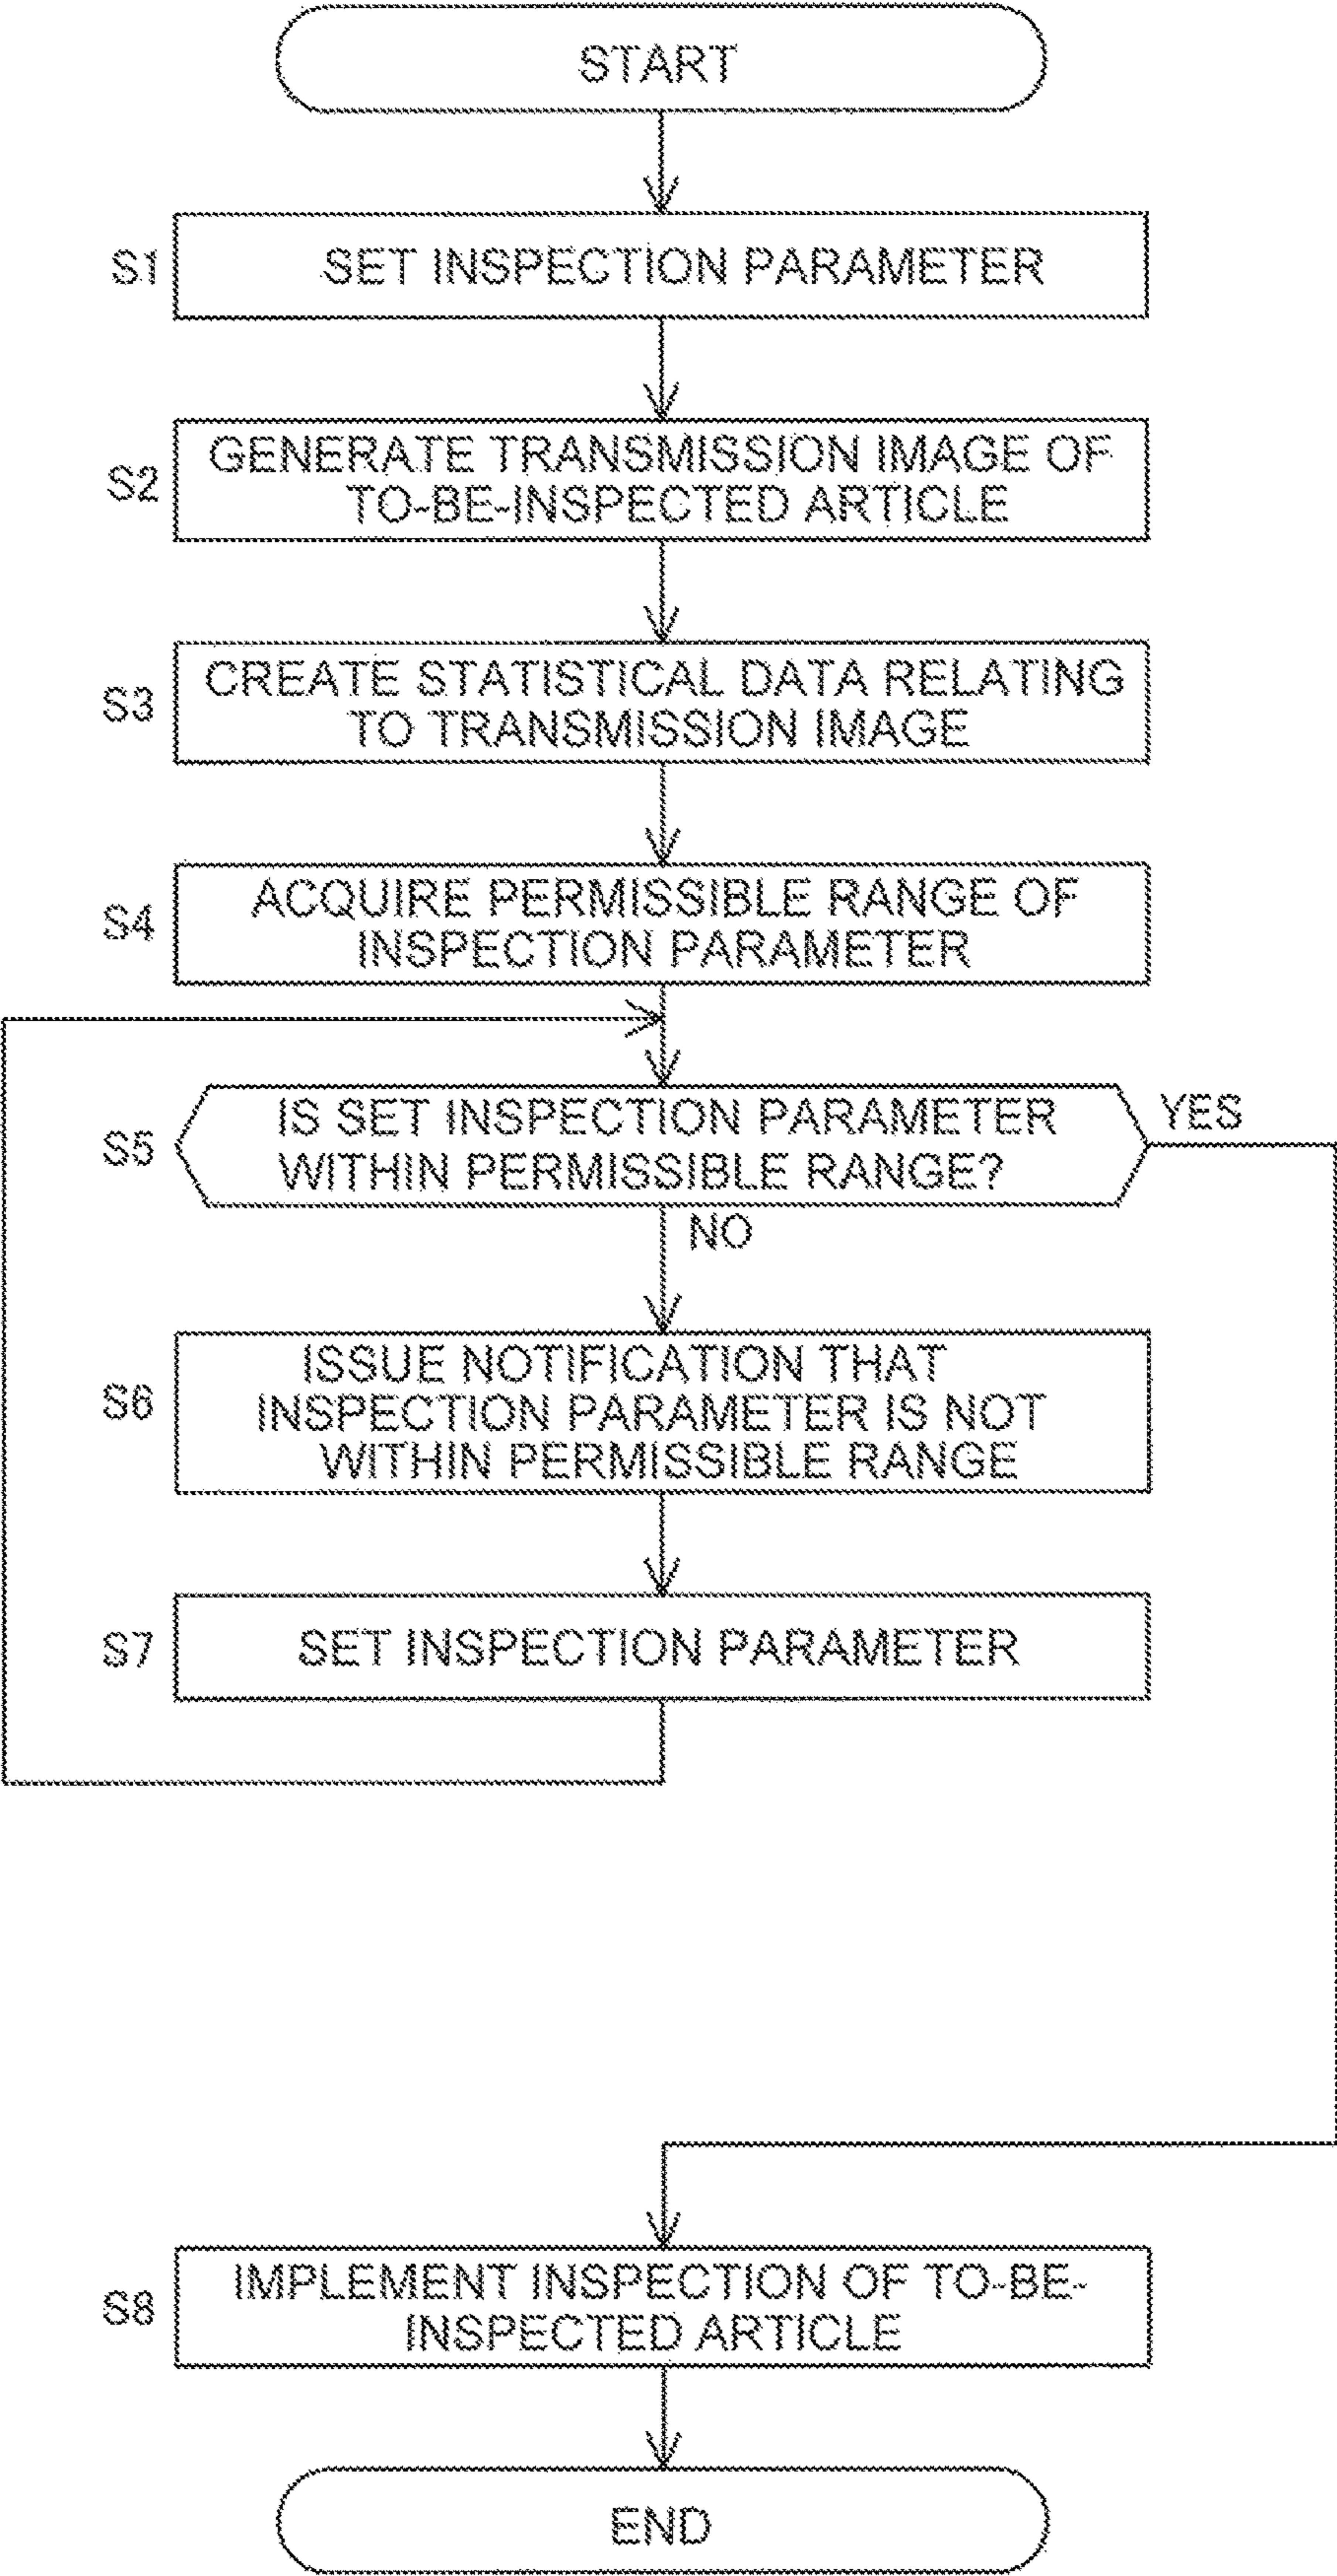 START
S1
SET INSPECTION PARAMETER
S2
GENERATE TRANSMISSION IMAGE OF
TO-BE-INSPECTED ARTICLE
S3
CREATE STATISTICAL DATA RELATING
TO TRANSMISSION IMAGE
S4
ACQUIRE PERMISSIBLE RANGE OF
INSPECTION PARAMETER
S5
IS SET INSPECTION PARAMETER
WITHIN PERMISSIBLE RANGE?
YES
NO
S6
ISSUE NOTIFICATION THAT
INSPECTION PARAMETER IS NOT
WITHIN PERMISSIBLE RANGE
S7
SET INSPECTION PARAMETER
S8
IMPLEMENT INSPECTION OF TO-BE-
INSPECTED ARTICLE
END